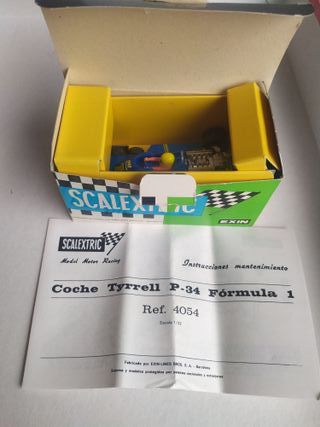 SCALEXTRIC
EXIN
SCALEXTRIC
Model Motor Racing
Instrucciones mantenimiento
Coche Tyrrell P-34 Fórmula 1
Ref. 4054
Escala 1/32
Fabricado por EXIN-LINES BROS. S. A. - Barcelona